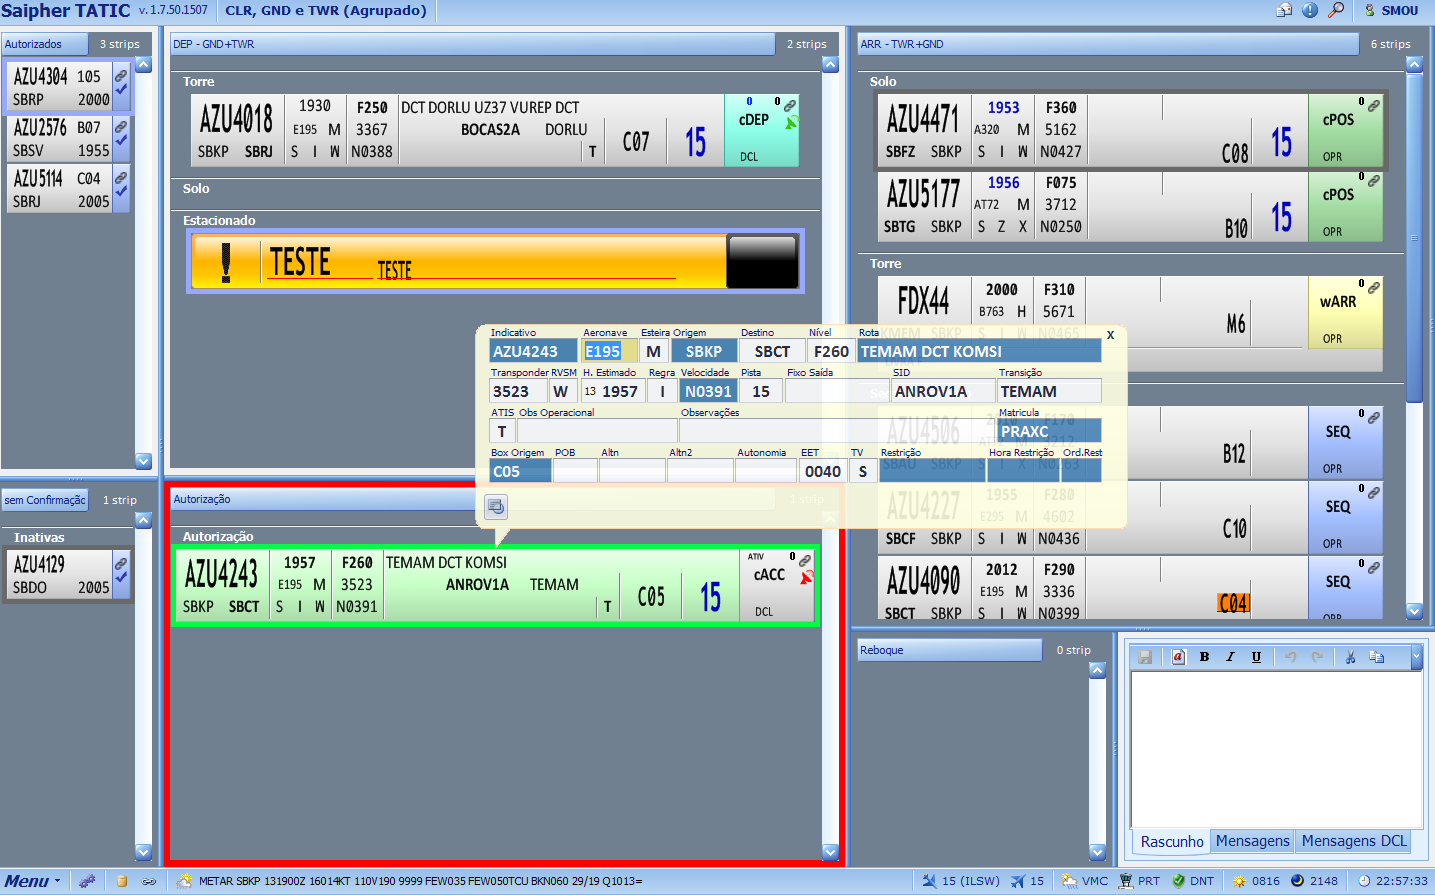 Saipher TATIC v. 1.7.50.1507 CLR, GND e TWR (Agrupado) SMOU
Autorizados 3 strips
AZU4304 105
SBRP 2000
AZU2576 B07
SBSV 1955
AZU5114 C04
SBRJ 2005
sem Confirmação 1 strip
Inativas
AZU4129
SBDO 2005
DEP - GND+TWR 2 strips
Torre
AZU4018 1930 F250 DCT DORLU UZ37 VUREP DCT 0 0
E195 M 3367 BOCAS2A DORLU C07 15 cDEP
SBKP SBRJ S I W N0388 T DCL
Solo
Estacionado
! TESTE TESTE
Indicativo Aeronave Esteira Origem Destino Nível Rota x
AZU4243 E195 M SBKP SBCT F260 TEMAM DCT KOMSI
Transponder RVSM H. Estimado Regra Velocidade Pista Fixo Saída SID Transição
3523 W 13 1957 I N0391 15 ANROV1A TEMAM
ATIS Obs Operacional Observações Matricula
T PRAXC
Box Origem POB Altn Altn2 Autonomia EET TV Restrição Hora Restrição Ord.Rest
C05 0040 S
Autorização 1 strip
Autorização
AZU4243 1957 F260 TEMAM DCT KOMSI ATIV 0
E195 M 3523 ANROV1A TEMAM C05 15 cACC
SBKP SBCT S I W N0391 T DCL
ARR - TWR+GND 6 strips
Solo
AZU4471 1953 F360 0
A320 M 5162 15 cPOS
SBFZ SBKP S I W N0427 C08 OPR
AZU5177 1956 F075 0
AT72 M 3712 15 cPOS
SBTG SBKP S Z X N0250 B10 OPR
Torre
FDX44 2000 F310 0
B763 H 5671 M6 wARR
KMEM SBKP S I W N0465 OPR
AZU4506 2010 F170 0
3212 B12 SEQ
SBAU SBKP S I X N0263 OPR
AZU4227 1955 F280 0
E295 M 4602 C10 SEQ
SBCF SBKP S I W N0436 OPR
AZU4090 2012 F290 0
E195 M 3336 C04 SEQ
SBCT SBKP S I W N0399 OPR
Reboque 0 strip
B I U
Rascunho Mensagens Mensagens DCL
Menu METAR SBKP 131900Z 16014KT 110V190 9999 FEW035 FEW050TCU BKN060 29/19 Q1013= 15 (ILSW) 15 VMC PRT DNT 0816 2148 22:57:33